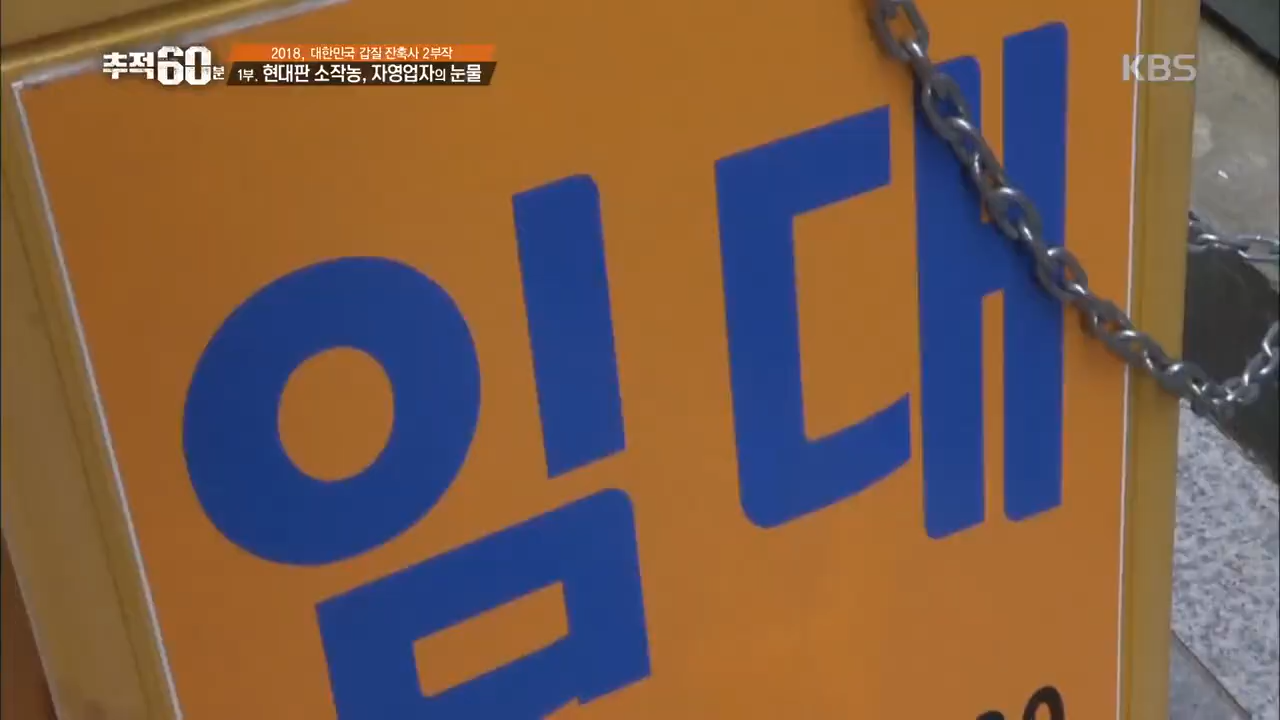 추적60분
2018, 대한민국 갑질 잔혹사 2부작
1부. 현대판 소작농, 자영업자의 눈물
KBS
임대